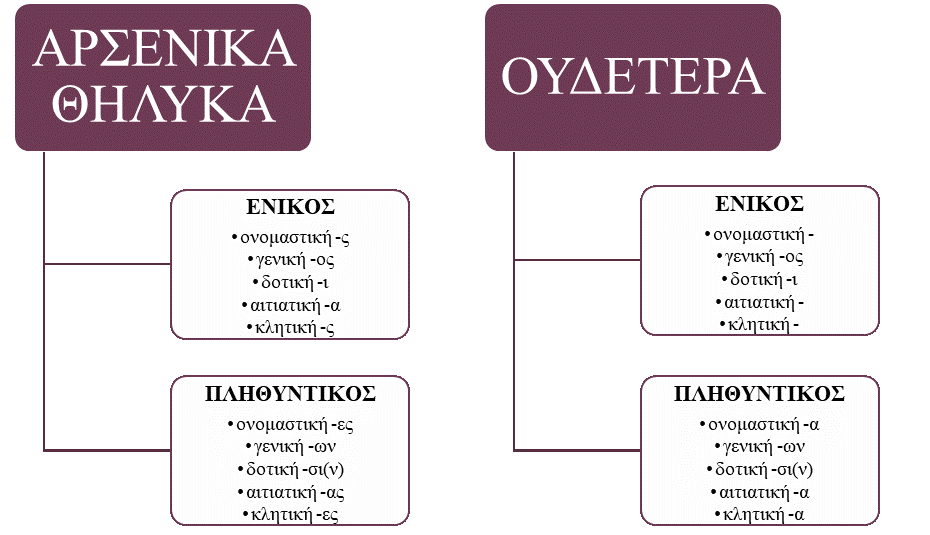 ΑΡΣΕΝΙΚΑ
ΘΗΛΥΚΑ
ΕΝΙΚΟΣ
•ονομαστική -ς
•γενική -ος
•δοτική -ι
•αιτιατική -α
•κλητική -ς
ΠΛΗΘΥΝΤΙΚΟΣ
•ονομαστική -ες
•γενική -ων
•δοτική -σι(ν)
•αιτιατική -ας
•κλητική -ες
ΟΥΔΕΤΕΡΑ
ΕΝΙΚΟΣ
•ονομαστική -
•γενική -ος
•δοτική -ι
•αιτιατική -
•κλητική -
ΠΛΗΘΥΝΤΙΚΟΣ
•ονομαστική -α
•γενική -ων
•δοτική -σι(ν)
•αιτιατική -α
•κλητική -α